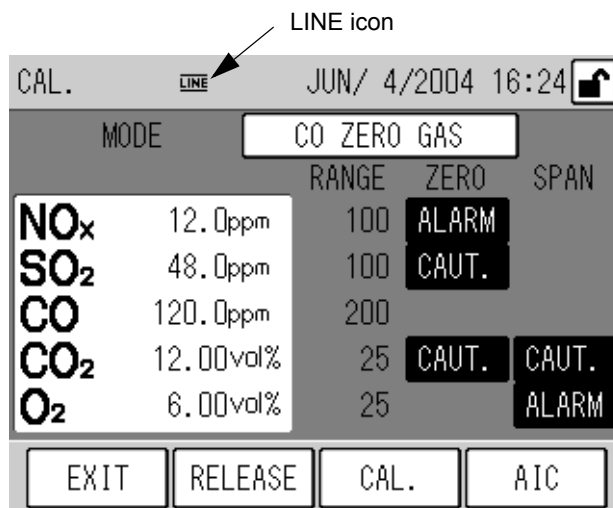 LINE icon
CAL. LINE JUN/ 4/2004 16:24
MODE CO ZERO GAS
RANGE ZERO SPAN
NOx 12.0ppm 100 ALARM
SO2 48.0ppm 100 CAUT.
CO 120.0ppm 200
CO2 12.00vol% 25 CAUT. CAUT.
O2 6.00vol% 25 ALARM
EXIT RELEASE CAL. AIC